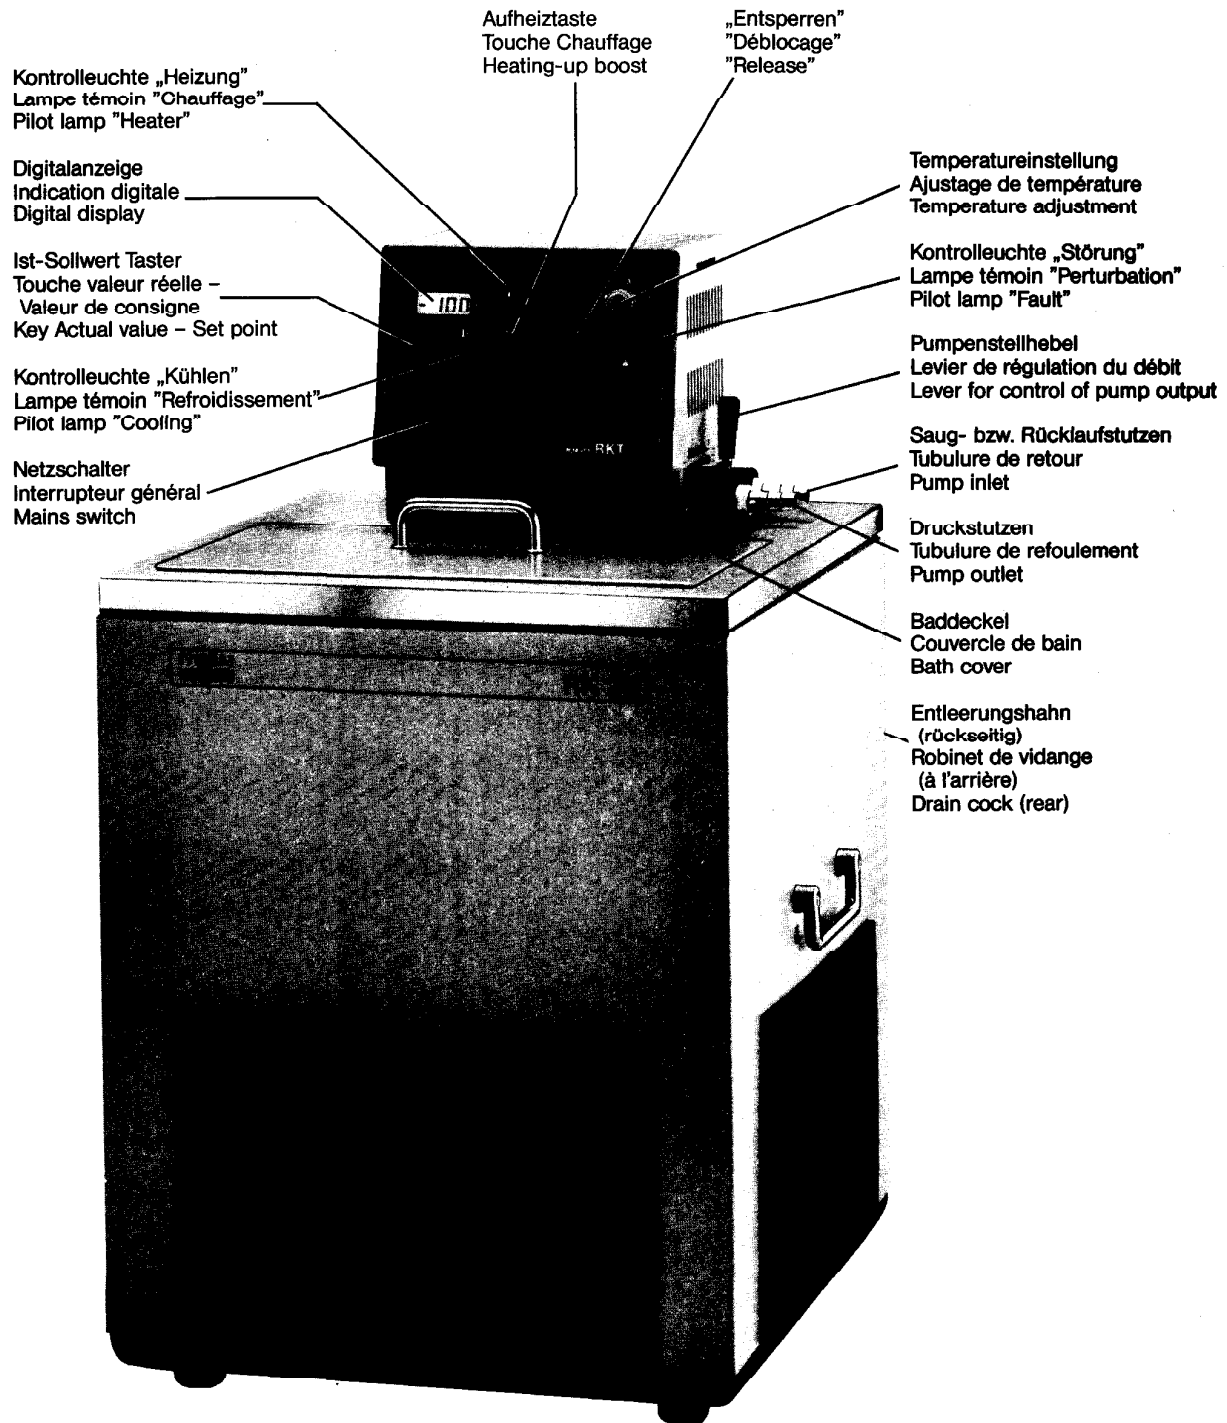 Aufheiztaste
Touche Chauffage
Heating-up boost
„Entsperren”
”Déblocage”
”Release”
Kontrolleuchte „Heizung”
Lampe témoin ”Chauffage”
Pilot lamp ”Heater”
Digitalanzeige
Indication digitale
Digital display
Ist-Sollwert Taster
Touche valeur réelle –
Valeur de consigne
Key Actual value – Set point
Kontrolleuchte „Kühlen”
Lampe témoin ”Refroidissement”
Pilot lamp ”Cooling”
Netzschalter
Interrupteur général
Mains switch
- 100
RKT
Temperatureinstellung
Ajustage de température
Temperature adjustment
Kontrolleuchte „Störung”
Lampe témoin ”Perturbation”
Pilot lamp ”Fault”
Pumpenstellhebel
Levier de régulation du débit
Lever for control of pump output
Saug- bzw. Rücklaufstutzen
Tubulure de retour
Pump inlet
Druckstutzen
Tubulure de refoulement
Pump outlet
Baddeckel
Couvercle de bain
Bath cover
Entleerungshahn
(rückseitig)
Robinet de vidange
(à l'arrière)
Drain cock (rear)